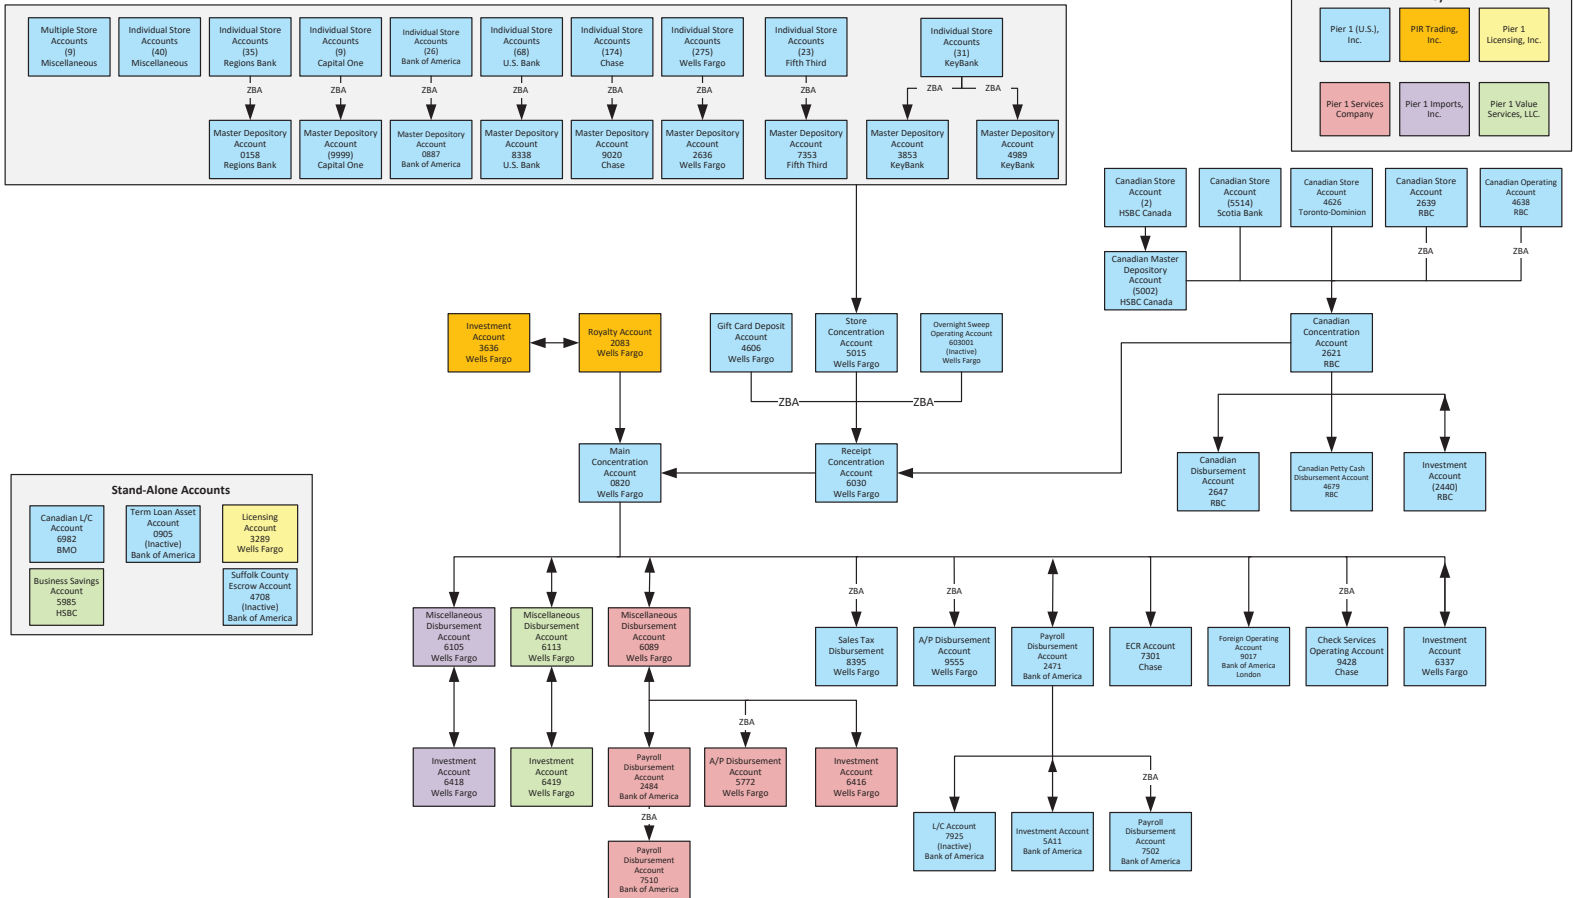 Multiple Store
Accounts
(9)
Miscellaneous
Individual Store
Accounts
(40)
Miscellaneous
Individual Store
Accounts
(35)
Regions Bank
Individual Store
Accounts
(9)
Capital One
Individual Store
Accounts
(26)
Bank of America
Individual Store
Accounts
(68)
U.S. Bank
Individual Store
Accounts
(174)
Chase
Individual Store
Accounts
(275)
Wells Fargo
Individual Store
Accounts
(23)
Fifth Third
Individual Store
Accounts
(31)
KeyBank
ZBA
ZBA
ZBA
ZBA
ZBA
ZBA
ZBA
ZBA
ZBA
Master Depository
Account
0158
Regions Bank
Master Depository
Account
(9999)
Capital One
Master Depository
Account
0887
Bank of America
Master Depository
Account
8338
U.S. Bank
Master Depository
Account
9020
Chase
Master Depository
Account
2636
Wells Fargo
Master Depository
Account
7353
Fifth Third
Master Depository
Account
3853
KeyBank
Master Depository
Account
4989
KeyBank
Pier 1 (U.S.),
Inc.
PIR Trading,
Inc.
Pier 1
Licensing, Inc.
Pier 1 Services
Company
Pier 1 Imports,
Inc.
Pier 1 Value
Services, LLC.
Canadian Store
Account
(2)
HSBC Canada
Canadian Store
Account
(5514)
Scotia Bank
Canadian Store
Account
4626
Toronto-Dominion
Canadian Store
Account
2639
RBC
Canadian Operating
Account
4638
RBC
ZBA
ZBA
Canadian Master
Depository
Account
(5002)
HSBC Canada
Investment
Account
3636
Wells Fargo
Royalty Account
2083
Wells Fargo
Gift Card Deposit
Account
4606
Wells Fargo
Store
Concentration
Account
5015
Wells Fargo
Overnight Sweep
Operating Account
603001
(Inactive)
Wells Fargo
Canadian
Concentration
Account
2621
RBC
ZBA
ZBA
Main
Concentration
Account
0820
Wells Fargo
Receipt
Concentration
Account
6030
Wells Fargo
Canadian
Disbursement
Account
2647
RBC
Canadian Petty Cash
Disbursement Account
4679
RBC
Investment
Account
(2440)
RBC
Stand-Alone Accounts
Canadian L/C
Account
6982
BMO
Term Loan Asset
Account
0905
(Inactive)
Bank of America
Licensing
Account
3289
Wells Fargo
Business Savings
Account
5985
HSBC
Suffolk County
Escrow Account
4708
(Inactive)
Bank of America
ZBA
ZBA
ZBA
Miscellaneous
Disbursement
Account
6105
Wells Fargo
Miscellaneous
Disbursement
Account
6113
Wells Fargo
Miscellaneous
Disbursement
Account
6089
Wells Fargo
Sales Tax
Disbursement
8395
Wells Fargo
A/P Disbursement
Account
9555
Wells Fargo
Payroll
Disbursement
Account
2471
Bank of America
ECR Account
7301
Chase
Foreign Operating
Account
9017
Bank of America
London
Check Services
Operating Account
9428
Chase
Investment
Account
6337
Wells Fargo
ZBA
Investment
Account
6418
Wells Fargo
Investment
Account
6419
Wells Fargo
Payroll
Disbursement
Account
2484
Bank of America
A/P Disbursement
Account
5772
Wells Fargo
Investment
Account
6416
Wells Fargo
ZBA
ZBA
L/C Account
7925
(Inactive)
Bank of America
Investment Account
5A11
Bank of America
Payroll
Disbursement
Account
7502
Bank of America
Payroll
Disbursement
Account
7510
Bank of America